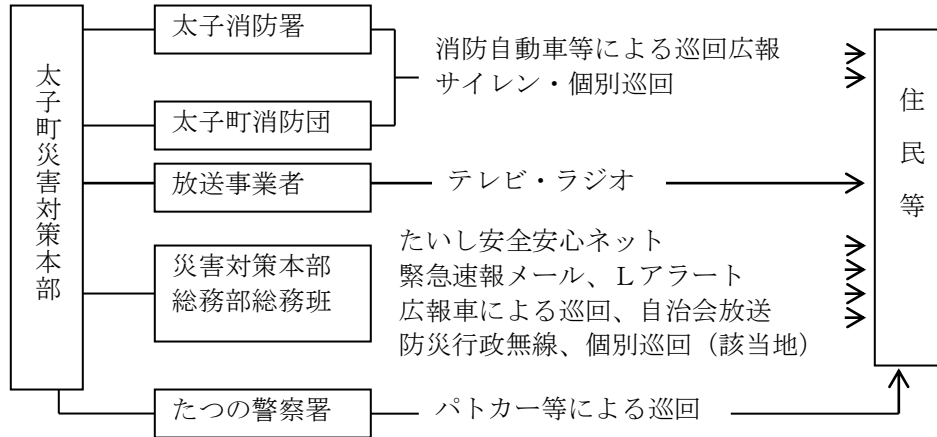 太子町災害対策本部
太子消防署
太子町消防団
消防自動車等による巡回広報
サイレン・個別巡回
放送事業者
テレビ・ラジオ
災害対策本部
総務部総務班
たいし安全安心ネット
緊急速報メール、Lアラート
広報車による巡回、自治会放送
防災行政無線、個別巡回（該当地）
たつの警察署
パトカー等による巡回
住民等